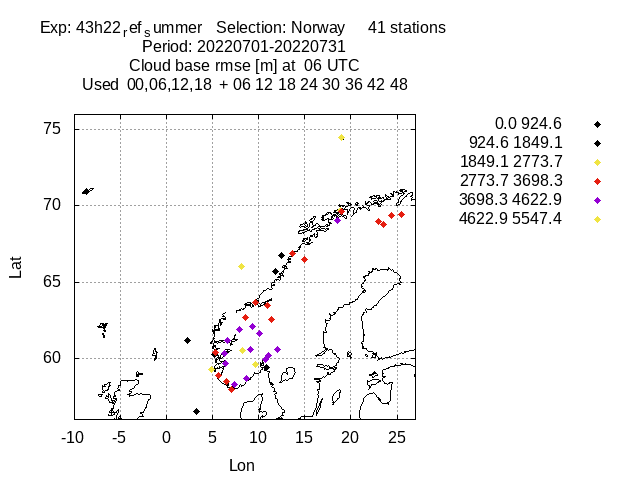 Exp: 43h22refsummer Selection: Norway 41 stations
Period: 20220701-20220731
Cloud base rmse [m] at 06 UTC
Used 00,06,12,18 + 06 12 18 24 30 36 42 48
0.0 924.6
924.6 1849.1
1849.1 2773.7
2773.7 3698.3
3698.3 4622.9
4622.9 5547.4
75
70
65
60
Lat
-10 -5 0 5 10 15 20 25
Lon